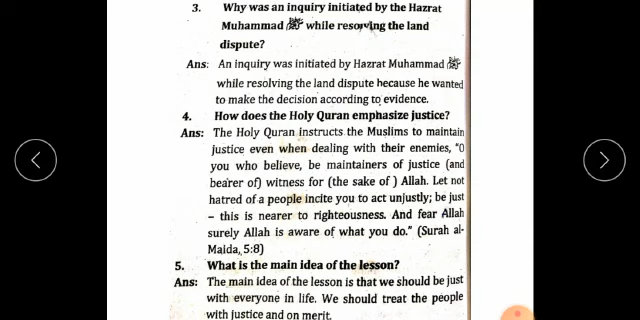 3. Why was an inquiry initiated by the Hazrat
Muhammad ﷺ while resolving the land
dispute?
Ans: An inquiry was initiated by Hazrat Muhammad ﷺ
while resolving the land dispute because he wanted
to make the decision according to evidence.
4. How does the Holy Quran emphasize justice?
Ans: The Holy Quran instructs the Muslims to maintain
justice even when dealing with their enemies, "O
you who believe, be maintainers of justice (and
bearer of) witness for (the sake of ) Allah. Let not
hatred of a people incite you to act unjustly; be just
– this is nearer to righteousness. And fear Allah
surely Allah is aware of what you do." (Surah al-
Maida, 5:8)
5. What is the main idea of the lesson?
Ans: The main idea of the lesson is that we should be just
with everyone in life. We should treat the people
with justice and on merit.